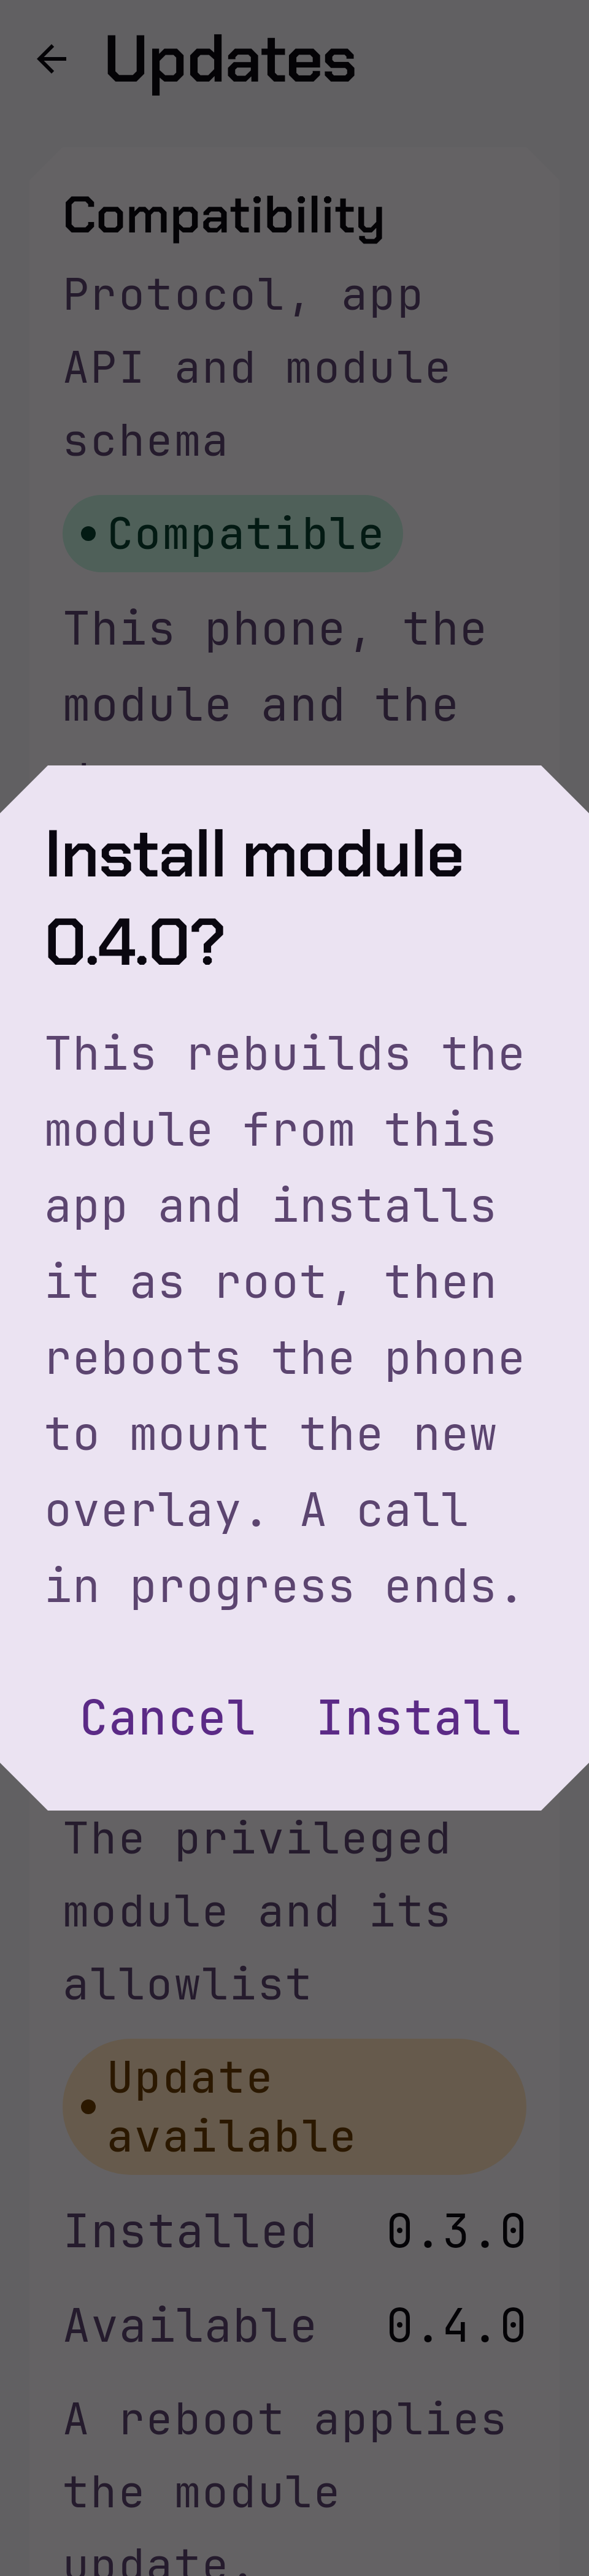 Updates
Compatibility
Protocol, app
API and module
schema
Compatible
This phone, the
module and the
Install module
0.4.0?
This rebuilds the
module from this
app and installs
it as root, then
reboots the phone
to mount the new
overlay. A call
in progress ends.
Cancel Install
The privileged
module and its
allowlist
Update
available
Installed 0.3.0
Available 0.4.0
A reboot applies
the module
update.